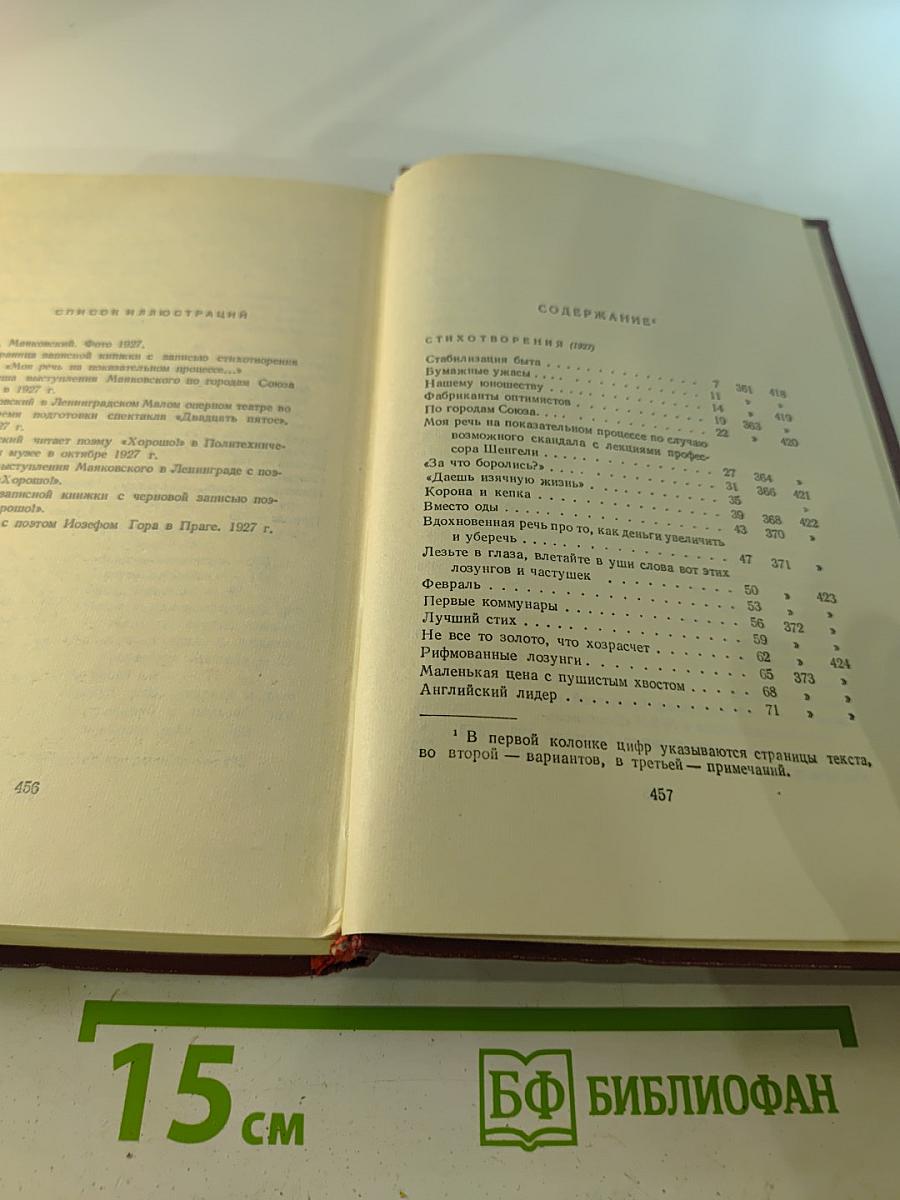 СПИСОК ИЛЛЮСТРАЦИЙ
Маяковский. Фото 1927.
записной книжки с записью стихотворения
«Моя речь на показательном процессе...»
выступления Маяковского по городам Союза
в 1927 г.
в Ленинградском Малом оперном театре во
подготовки спектакля «Двадцать пятое».
г.
читает поэму «Хорошо!» в Политехниче-
музее в октябре 1927 г.
выступления Маяковского в Ленинграде с поэ-
«Хорошо!».
записной книжки с черновой записью поэ-
с поэтом Иозефом Гора в Праге. 1927 г.
456
СОДЕРЖАНИЕ¹
СТИХОТВОРЕНИЯ (1927)
Стабилизация быта . . . . . . . . . . 7 361 418
Бумажные ужасы . . . . . . . . . . 11 » »
Нашему юношеству . . . . . . . . . . 14 » 419
Фабриканты оптимистов . . . . . . . . . . 19 363 »
По городам Союза. . . . . . . . . . 22 » 420
Моя речь на показательном процессе по случаю
возможного скандала с лекциями профес-
сора Шенгели . . . . . . . . . . 27 364 »
«За что боролись?» . . . . . . . . . . 31 366 421
«Даешь изячную жизнь» . . . . . . . . . . 35 »
Корона и кепка . . . . . . . . . . 39 368 422
Вместо оды . . . . . . . . . . 43 370 »
Вдохновенная речь про то, как деньги увеличить
и уберечь . . . . . . . . . . 47 371 »
Лезьте в глаза, влетайте в уши слова вот этих
лозунгов и частушек . . . . . . . . . . 50 » 423
Февраль . . . . . . . . . . 53 » »
Первые коммунары . . . . . . . . . . 56 372 »
Лучший стих . . . . . . . . . . 59 » »
Не все то золото, что хозрасчет . . . . . . . 62 » 424
Рифмованные лозунги . . . . . . . . . . 65 373 »
Маленькая цена с пушистым хвостом . . . . . 68 » »
Английский лидер . . . . . . . . . . 71 » »
¹ В первой колонке цифр указываются страницы текста,
во второй — вариантов, в третьей — примечаний.
457
15 см
БФ БИБЛИОФАН